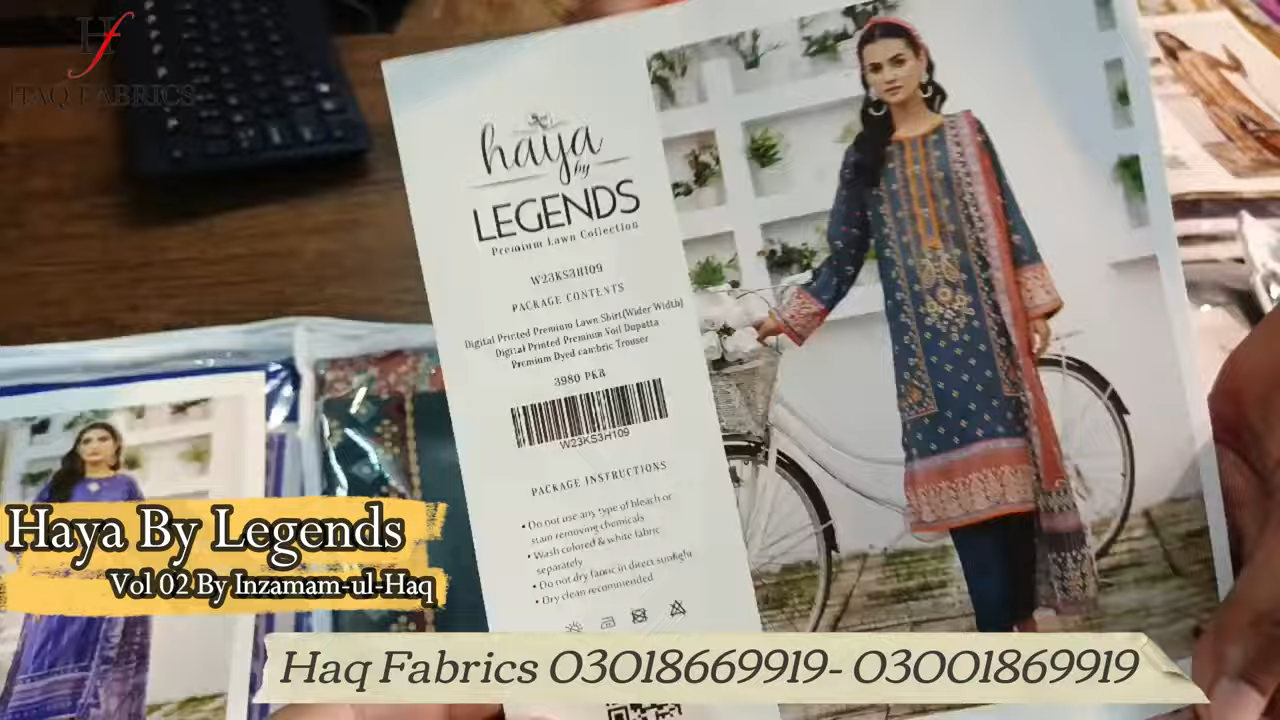 Hf
HAQ FABRICS
haya
by
LEGENDS
Premium Lawn Collection
W23KS3H109
PACKAGE CONTENTS
Digital Printed Premium Lawn Shirt(Wider Width)
Digital Printed Premium Voil Dupatta
Premium Dyed cambric Trouser
3980 PKR
W23KS3H109
PACKAGE INSTRUCTIONS
• Do not use any type of bleach or
stain removing chemicals
• Wash colored & white fabric
separately
• Do not dry fabric in direct sunlight
• Dry clean recommended
Haya By Legends
Vol 02 By Inzamam-ul-Haq
Haq Fabrics 03018669919- 03001869919